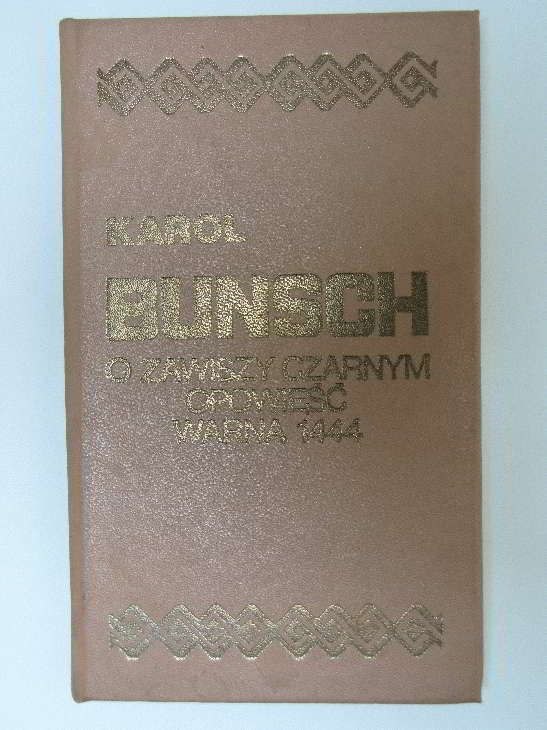 KAROL
BUNSCH
O ZAWISZY CZARNYM
OPOWIEŚĆ
WARNA 1444